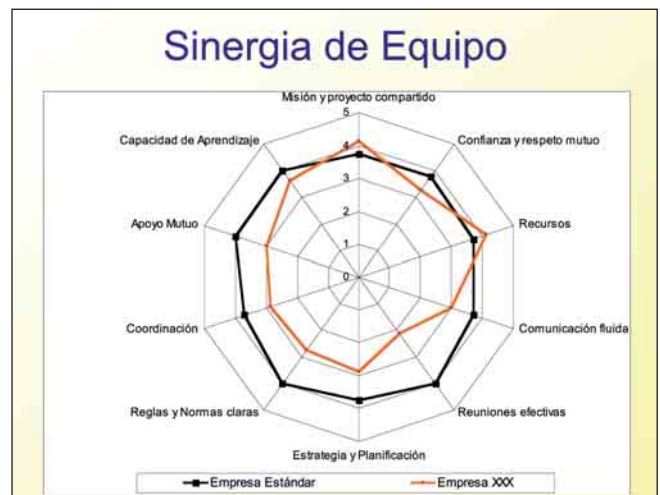 Sinergia de Equipo
Misión y proyecto compartido
5
Capacidad de Aprendizaje
Confianza y respeto mutuo
4
3
Apoyo Mutuo
Recursos
2
1
0
Coordinación
Comunicación fluida
Reglas y Normas claras
Reuniones efectivas
Estrategia y Planificación
Empresa Estándar
Empresa XXX